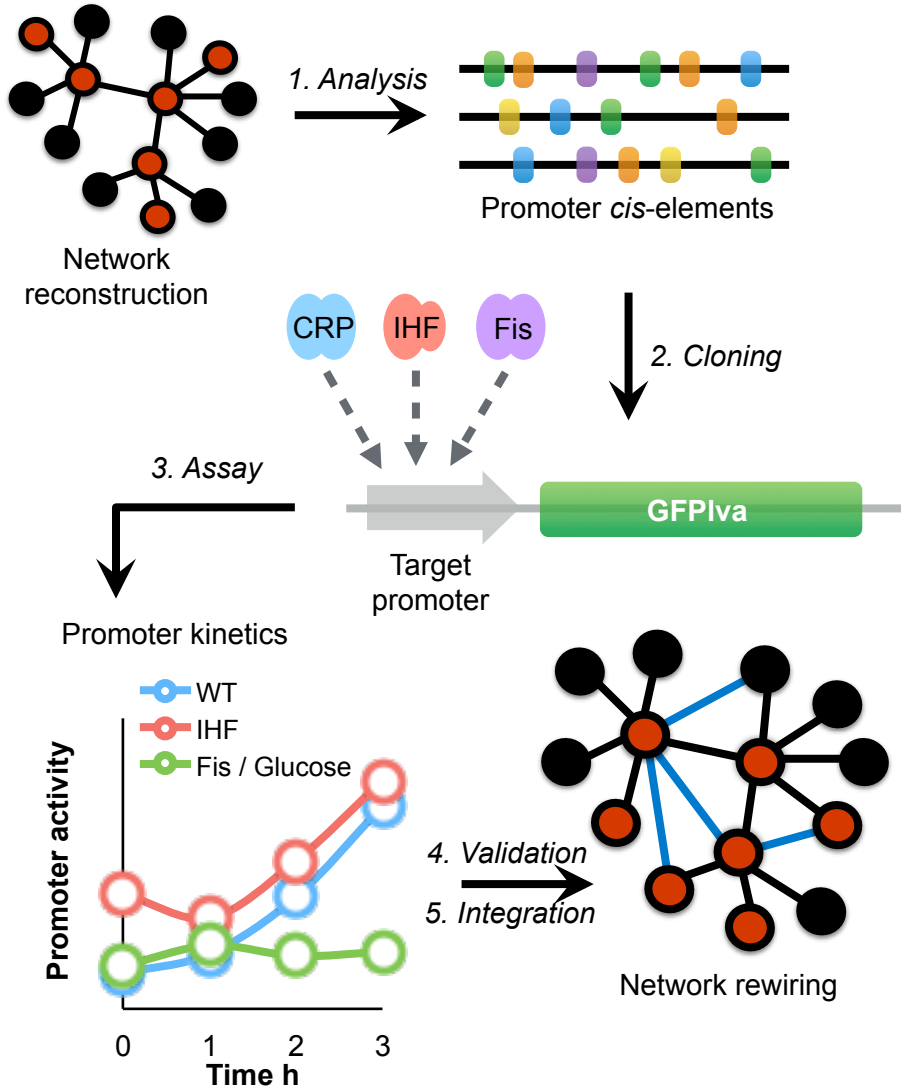 1. Analysis
Network
reconstruction
Promoter cis-elements
CRP
IHF
Fis
2. Cloning
3. Assay
GFPlva
Target
promoter
Promoter kinetics
WT
IHF
Fis / Glucose
Promoter activity
0 1 2 3
Time h
4. Validation
5. Integration
Network rewiring